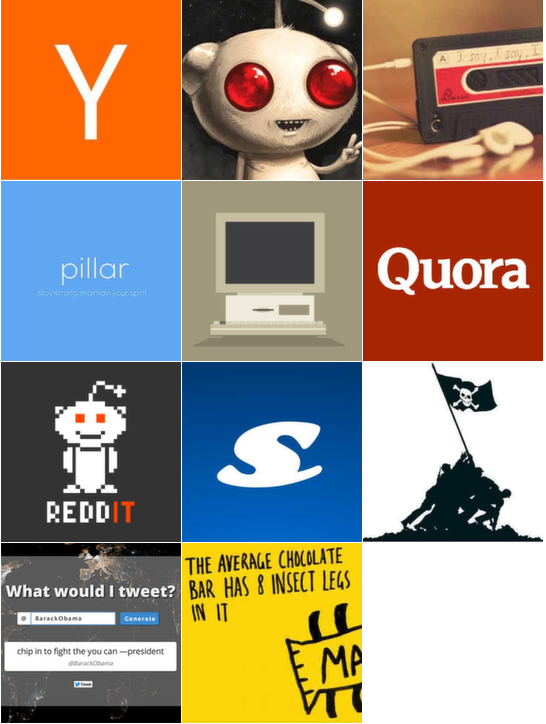 Y
A I say, I say, I
pillar
stay strong. maintain your spirit.
Quora
REDDIT
S
What would I tweet?
@ BarackObama Generate
chip in to fight the you can —president
@BarackObama
Tweet
THE AVERAGE CHOCOLATE
BAR HAS 8 INSECT LEGS
IN IT
MA